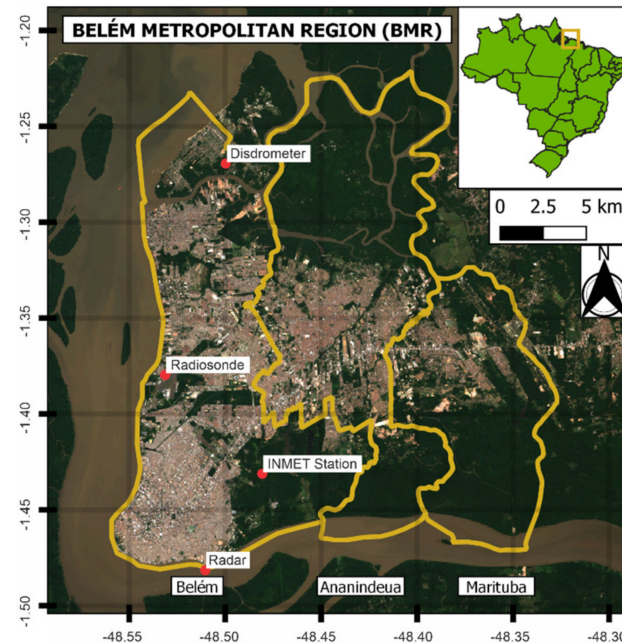 BELÉM METROPOLITAN REGION (BMR)
-1.20
-1.25
-1.30
-1.35
-1.40
-1.45
-1.50
0 2.5 5 km
N
Disdrometer
Radiosonde
INMET Station
Radar
Belém Ananindeua Marituba
-48.55 -48.50 -48.45 -48.40 -48.35